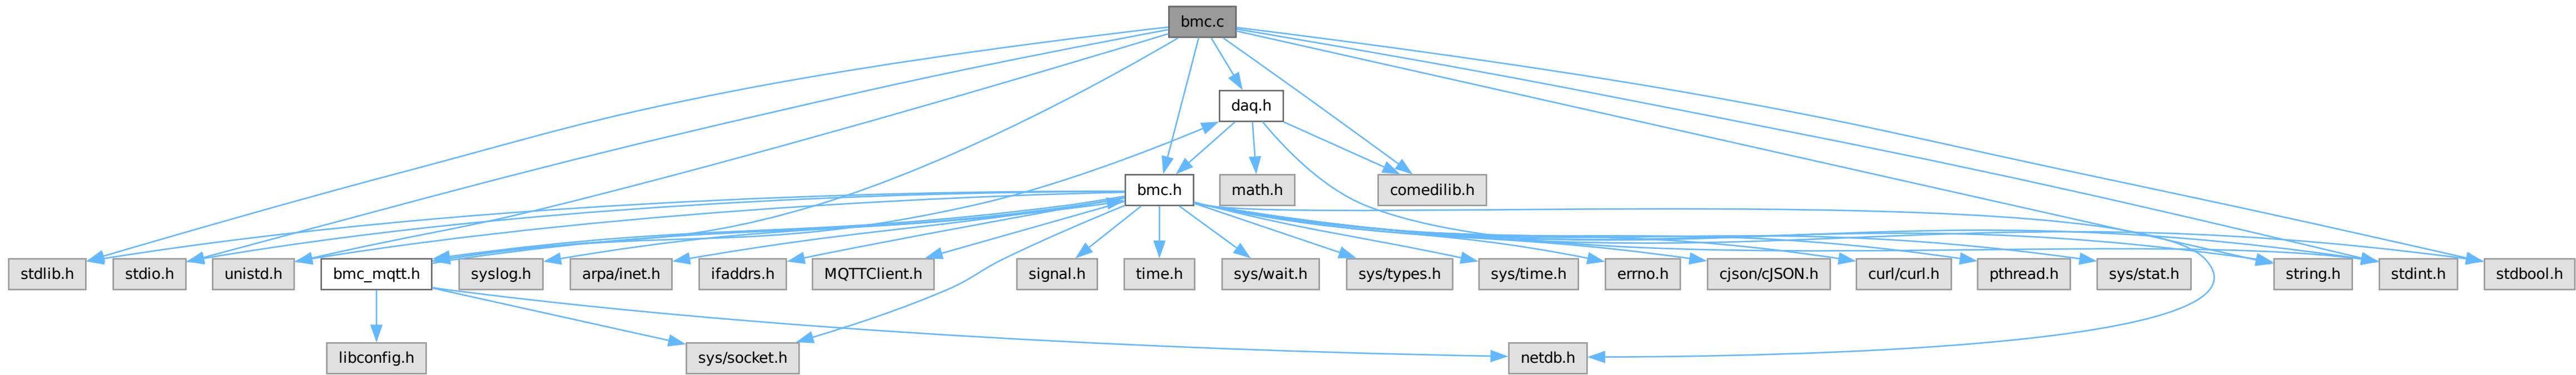 bmc.c
daq.h
bmc.h
math.h
comedilib.h
stdlib.h
stdio.h
unistd.h
bmc_mqtt.h
syslog.h
arpa/inet.h
ifaddrs.h
MQTTClient.h
signal.h
time.h
sys/wait.h
sys/types.h
sys/time.h
errno.h
cjson/cJSON.h
curl/curl.h
pthread.h
sys/stat.h
string.h
stdint.h
stdbool.h
libconfig.h
sys/socket.h
netdb.h